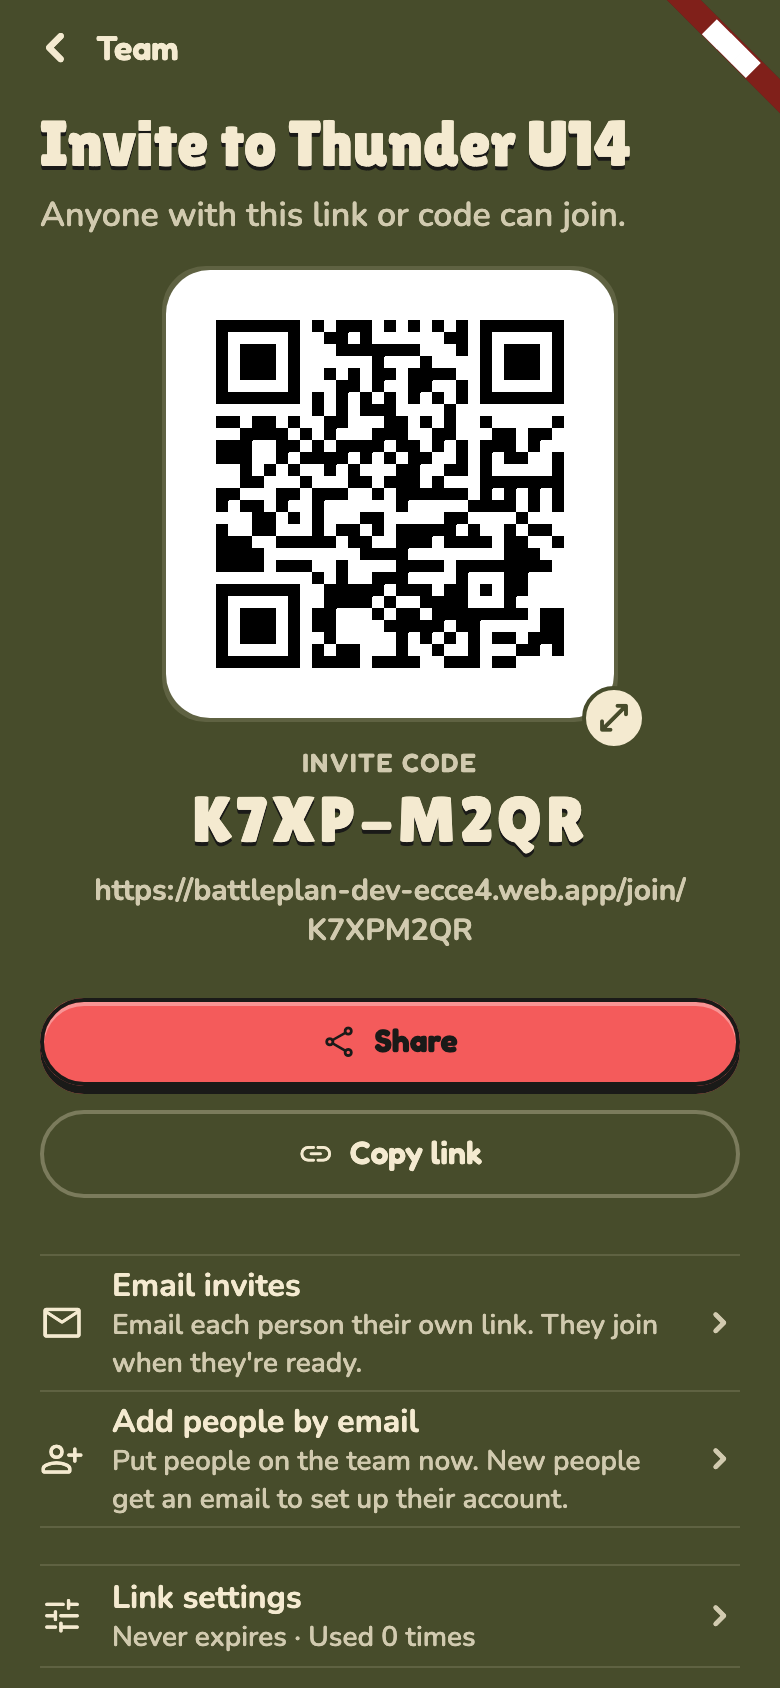 Team
Invite to Thunder U14
Anyone with this link or code can join.
INVITE CODE
K7XP-M2QR
https://battleplan-dev-ecce4.web.app/join/
K7XPM2QR
Share
Copy link
Email invites
Email each person their own link. They join
when they're ready.
Add people by email
Put people on the team now. New people
get an email to set up their account.
Link settings
Never expires · Used 0 times